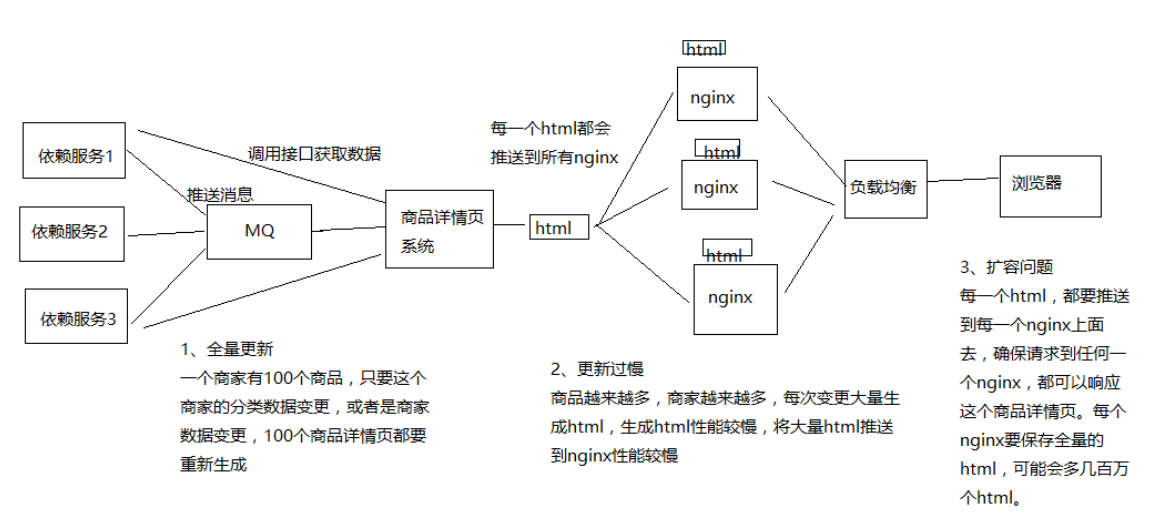 html
nginx
每一个html都会
推送到所有nginx
依赖服务1
调用接口获取数据
html
nginx
推送消息
负载均衡
浏览器
依赖服务2
MQ
商品详情页
系统
html
html
nginx
依赖服务3
1、全量更新
一个商家有100个商品，只要这个
商家的分类数据变更，或者是商家
数据变更，100个商品详情页都要
重新生成
2、更新过慢
商品越来越多，商家越来越多，每次变更大量生
成html，生成html性能较慢，将大量html推送
到nginx性能较慢
3、扩容问题
每一个html，都要推送
到每一个nginx上面
去，确保请求到任何一
个nginx，都可以响应
这个商品详情页。每个
nginx要保存全量的
html，可能会多几百万
个html。